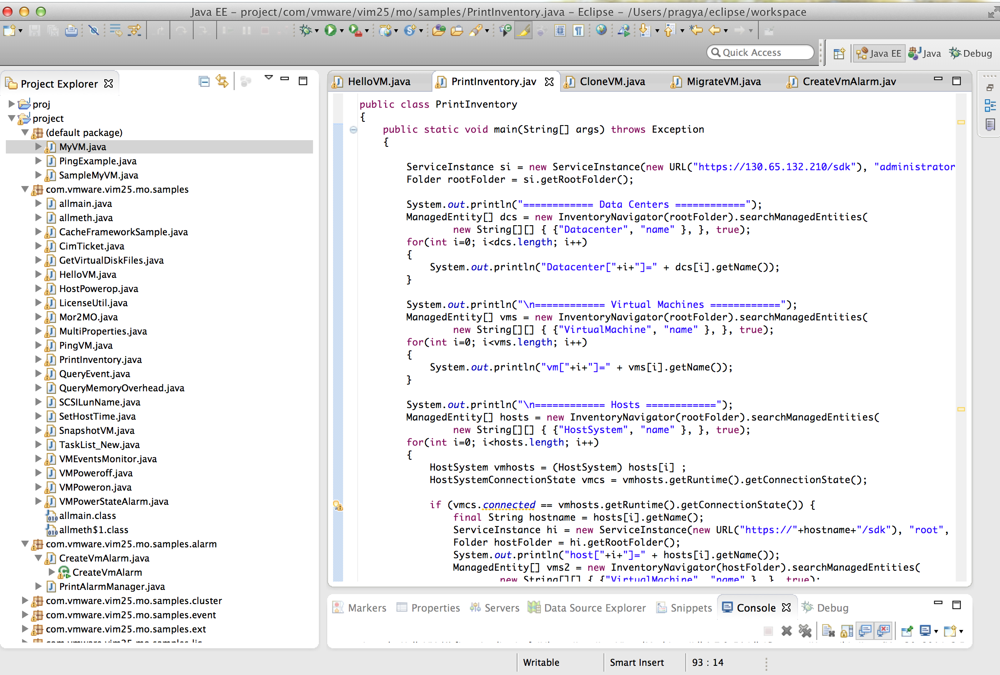 Java EE – project/com/vmware/vim25/mo/samples/PrintInventory.java – Eclipse – /Users/pragya/eclipse/workspace
Quick Access
Java EE
Java
Debug
Project Explorer
proj
project
(default package)
MyVM.java
PingExample.java
SampleMyVM.java
com.vmware.vim25.mo.samples
allmain.java
allmeth.java
CacheFrameworkSample.java
CimTicket.java
GetVirtualDiskFiles.java
HelloVM.java
HostPowerop.java
LicenseUtil.java
Mor2MO.java
MultiProperties.java
PingVM.java
PrintInventory.java
QueryEvent.java
QueryMemoryOverhead.java
SCSILunName.java
SetHostTime.java
SnapshotVM.java
TaskList_New.java
VMEventsMonitor.java
VMPoweroff.java
VMPoweron.java
VMPowerStateAlarm.java
allmain.class
allmeth$1.class
com.vmware.vim25.mo.samples.alarm
CreateVmAlarm.java
CreateVmAlarm
PrintAlarmManager.java
com.vmware.vim25.mo.samples.cluster
com.vmware.vim25.mo.samples.event
com.vmware.vim25.mo.samples.ext
HelloVM.java
PrintInventory.jav
CloneVM.java
MigrateVM.java
CreateVmAlarm.jav
public class PrintInventory
{
public static void main(String[] args) throws Exception
{
ServiceInstance si = new ServiceInstance(new URL("https://130.65.132.210/sdk"), "administrator
Folder rootFolder = si.getRootFolder();
System.out.println("============ Data Centers ============");
ManagedEntity[] dcs = new InventoryNavigator(rootFolder).searchManagedEntities(
new String[][] { {"Datacenter", "name" }, }, true);
for(int i=0; i<dcs.length; i++)
{
System.out.println("Datacenter["+i+"]=" + dcs[i].getName());
}
System.out.println("\n============ Virtual Machines ============");
ManagedEntity[] vms = new InventoryNavigator(rootFolder).searchManagedEntities(
new String[][] { {"VirtualMachine", "name" }, }, true);
for(int i=0; i<vms.length; i++)
{
System.out.println("vm["+i+"]=" + vms[i].getName());
}
System.out.println("\n============ Hosts ============");
ManagedEntity[] hosts = new InventoryNavigator(rootFolder).searchManagedEntities(
new String[][] { {"HostSystem", "name" }, }, true);
for(int i=0; i<hosts.length; i++)
{
HostSystem vmhosts = (HostSystem) hosts[i] ;
HostSystemConnectionState vmcs = vmhosts.getRuntime().getConnectionState();
if (vmcs.connected == vmhosts.getRuntime().getConnectionState()) {
final String hostname = hosts[i].getName();
ServiceInstance hi = new ServiceInstance(new URL("https://"+hostname+"/sdk"), "root",
Folder hostFolder = hi.getRootFolder();
System.out.println("host["+i+"]=" + hosts[i].getName());
ManagedEntity[] vms2 = new InventoryNavigator(hostFolder).searchManagedEntities(
new String[][] { {"VirtualMachine", "name" }, }, true);
Markers
Properties
Servers
Data Source Explorer
Snippets
Console
Debug
Writable
Smart Insert
93 : 14